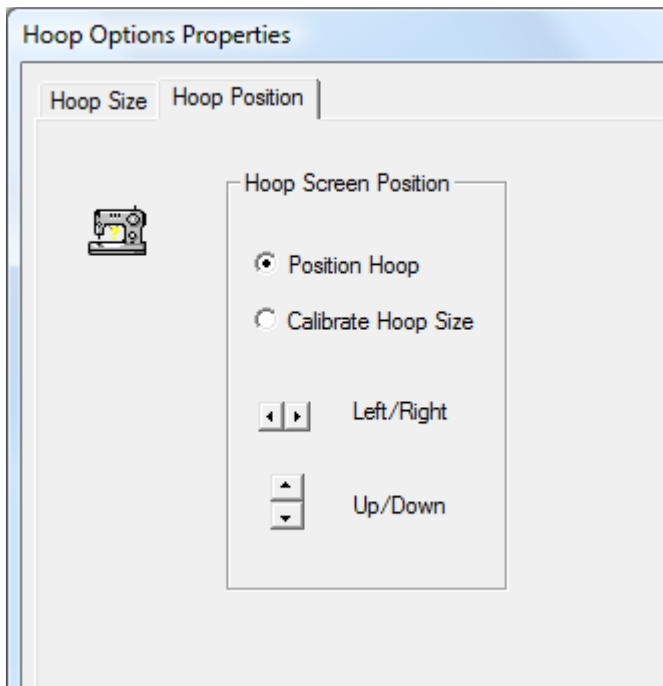 Hoop Options Properties
Hoop Size Hoop Position
Hoop Screen Position
Position Hoop
Calibrate Hoop Size
Left/Right
Up/Down